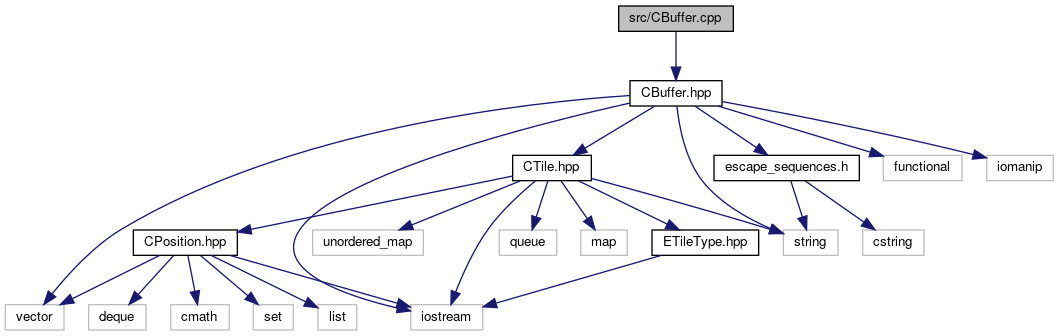 src/CBuffer.cpp
CBuffer.hpp
CTile.hpp
escape_sequences.h
functional
iomanip
CPosition.hpp
unordered_map
queue
map
ETileType.hpp
string
cstring
vector
deque
cmath
set
list
iostream